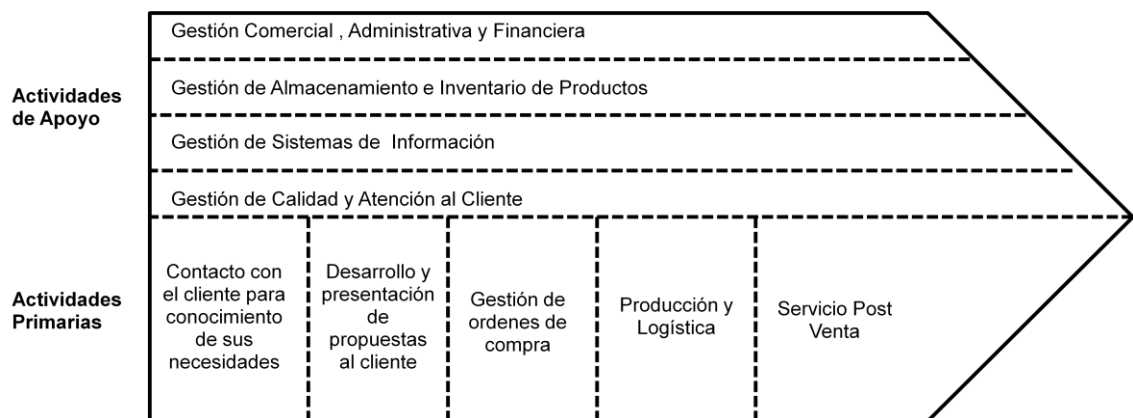 Gestión Comercial , Administrativa y Financiera
Gestión de Almacenamiento e Inventario de Productos
Actividades
de Apoyo
Gestión de Sistemas de Información
Gestión de Calidad y Atención al Cliente
Actividades
Primarias
Contacto con
el cliente para
conocimiento
de sus
necesidades
Desarrollo y
presentación
de
propuestas
al cliente
Gestión de
ordenes de
compra
Producción y
Logística
Servicio Post
Venta